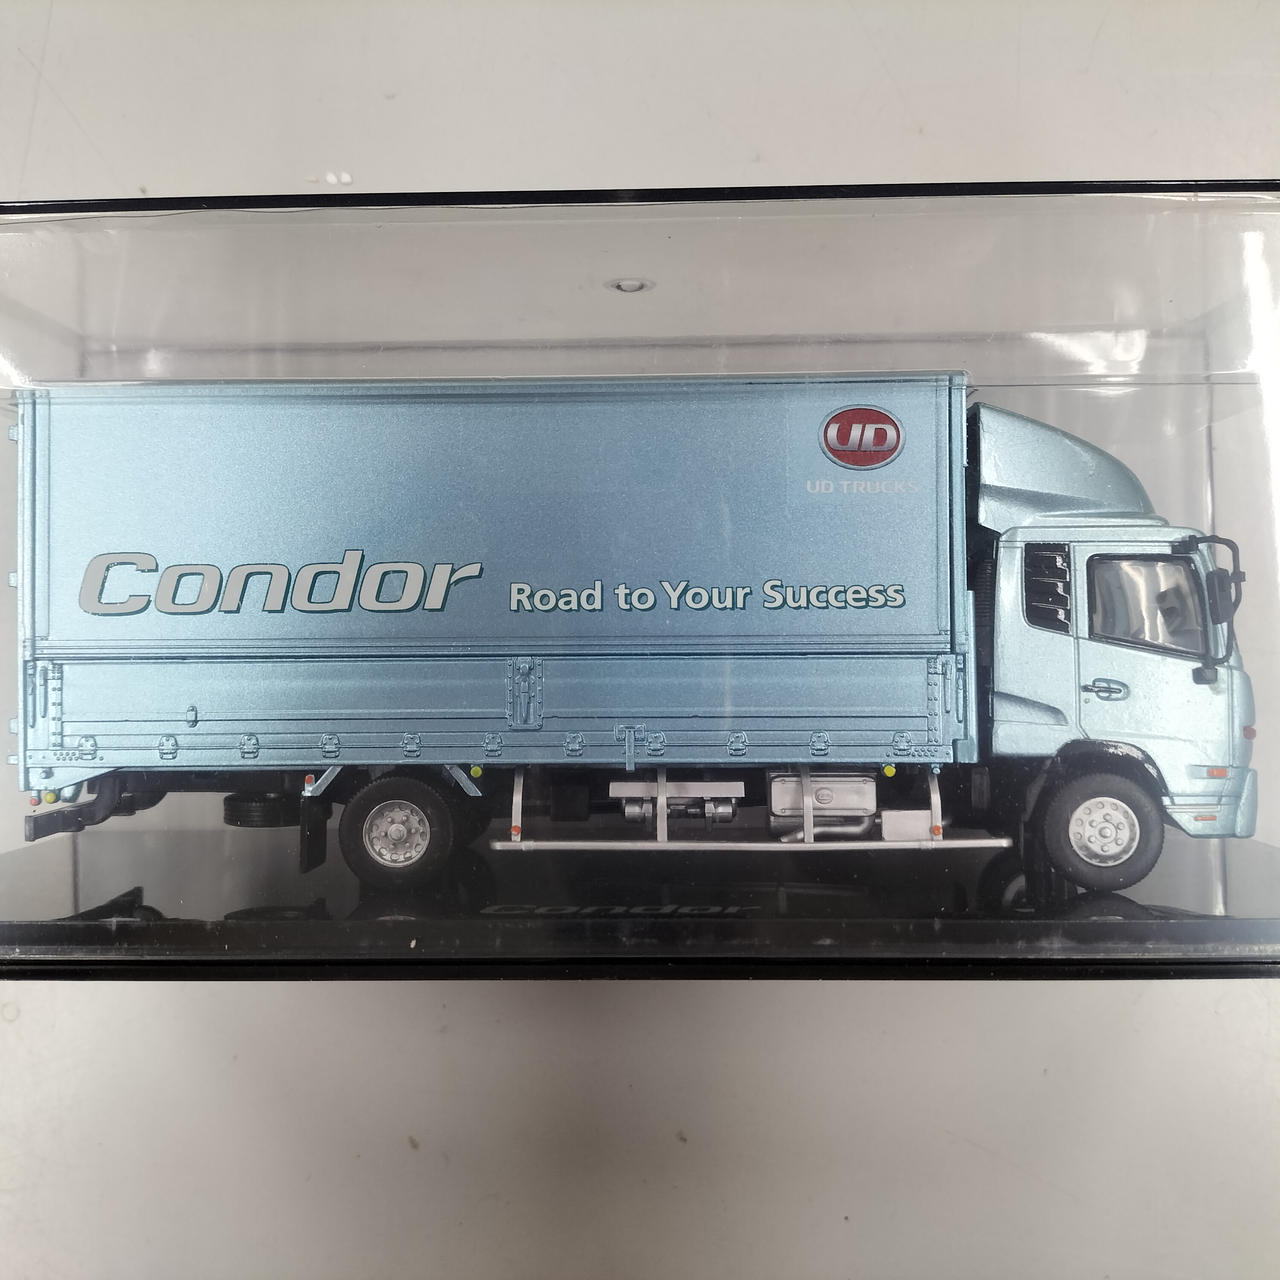 UD
UD TRUCKS
Condor Road to Your Success
Condor